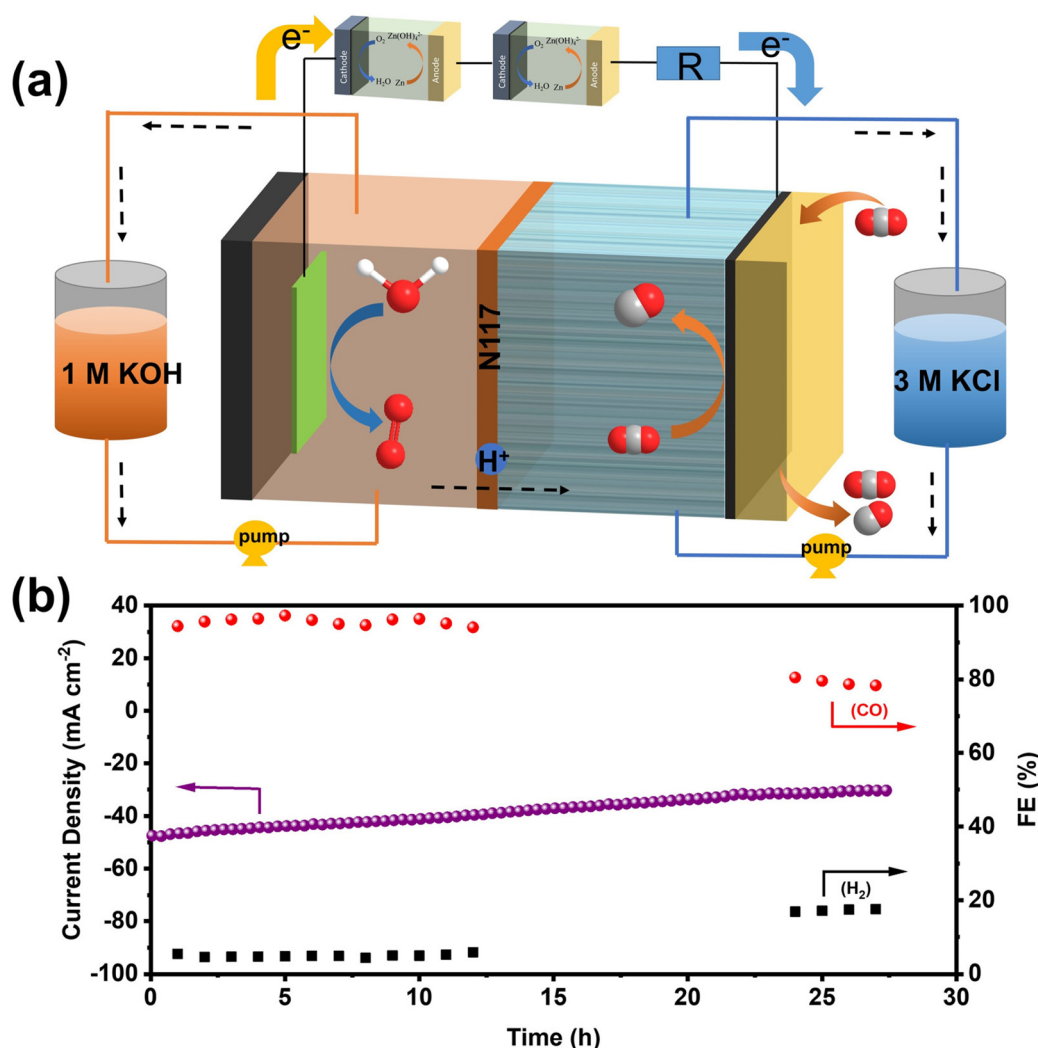 (a)
e⁻
Cathode
O₂ Zn(OH)₄²⁻
H₂O Zn
Anode
Cathode
O₂ Zn(OH)₄²⁻
H₂O Zn
Anode
R
e⁻
1 M KOH
N117
H⁺
3 M KCl
pump
pump
(b)
Current Density (mA cm⁻²)
40
20
0
-20
-40
-60
-80
-100
(CO)
(H₂)
100
80
60
40
20
0
FE (%)
0 5 10 15 20 25 30
Time (h)